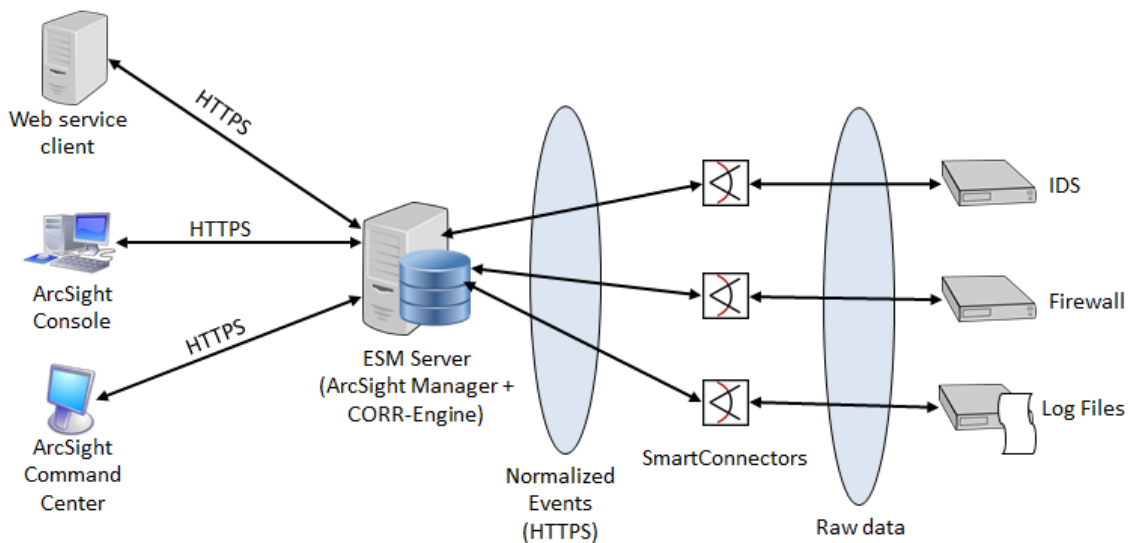 Web service
client
HTTPS
ArcSight
Console
HTTPS
ArcSight
Command
Center
HTTPS
ESM Server
(ArcSight Manager +
CORR-Engine)
Normalized
Events
(HTTPS)
SmartConnectors
Raw data
IDS
Firewall
Log Files